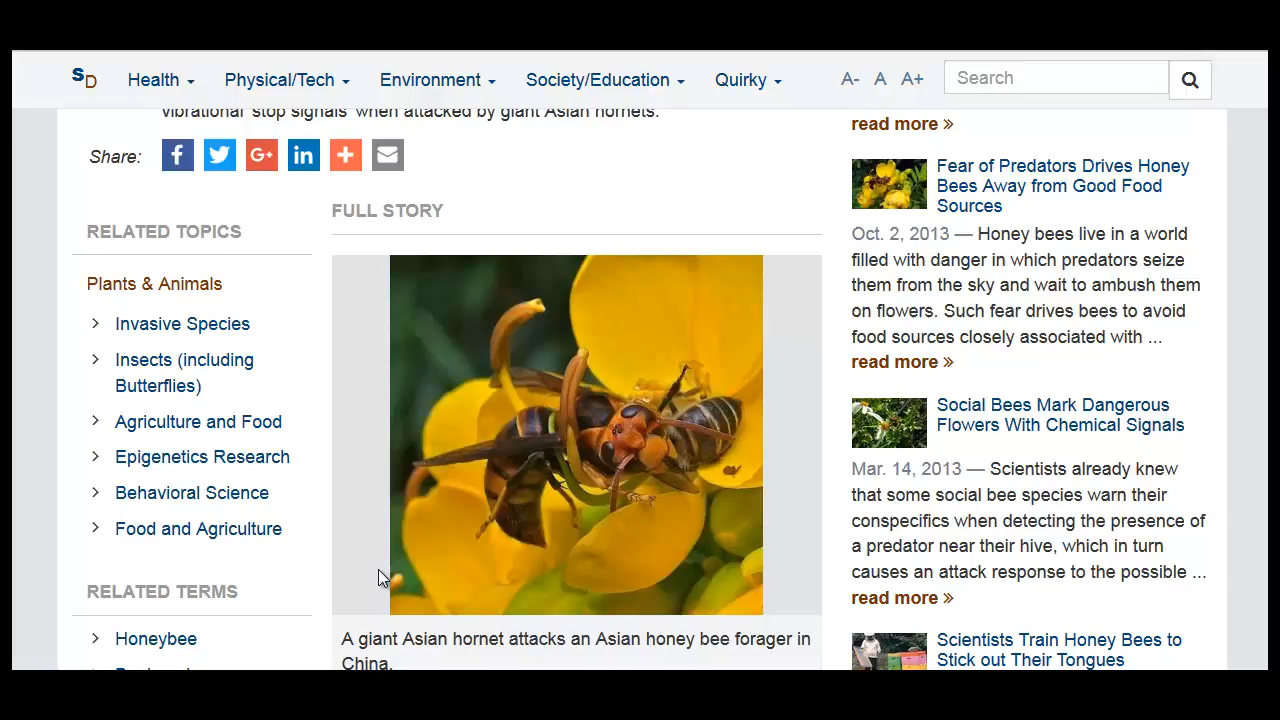 SD Health Physical/Tech Environment Society/Education Quirky A- A A+ Search
vibrational 'stop signals' when attacked by giant Asian hornets.
Share:
RELATED TOPICS
Plants & Animals
Invasive Species
Insects (including
Butterflies)
Agriculture and Food
Epigenetics Research
Behavioral Science
Food and Agriculture
RELATED TERMS
Honeybee
FULL STORY
A giant Asian hornet attacks an Asian honey bee forager in
China.
read more »
Fear of Predators Drives Honey
Bees Away from Good Food
Sources
Oct. 2, 2013 — Honey bees live in a world
filled with danger in which predators seize
them from the sky and wait to ambush them
on flowers. Such fear drives bees to avoid
food sources closely associated with ...
read more »
Social Bees Mark Dangerous
Flowers With Chemical Signals
Mar. 14, 2013 — Scientists already knew
that some social bee species warn their
conspecifics when detecting the presence of
a predator near their hive, which in turn
causes an attack response to the possible ...
read more »
Scientists Train Honey Bees to
Stick out Their Tongues